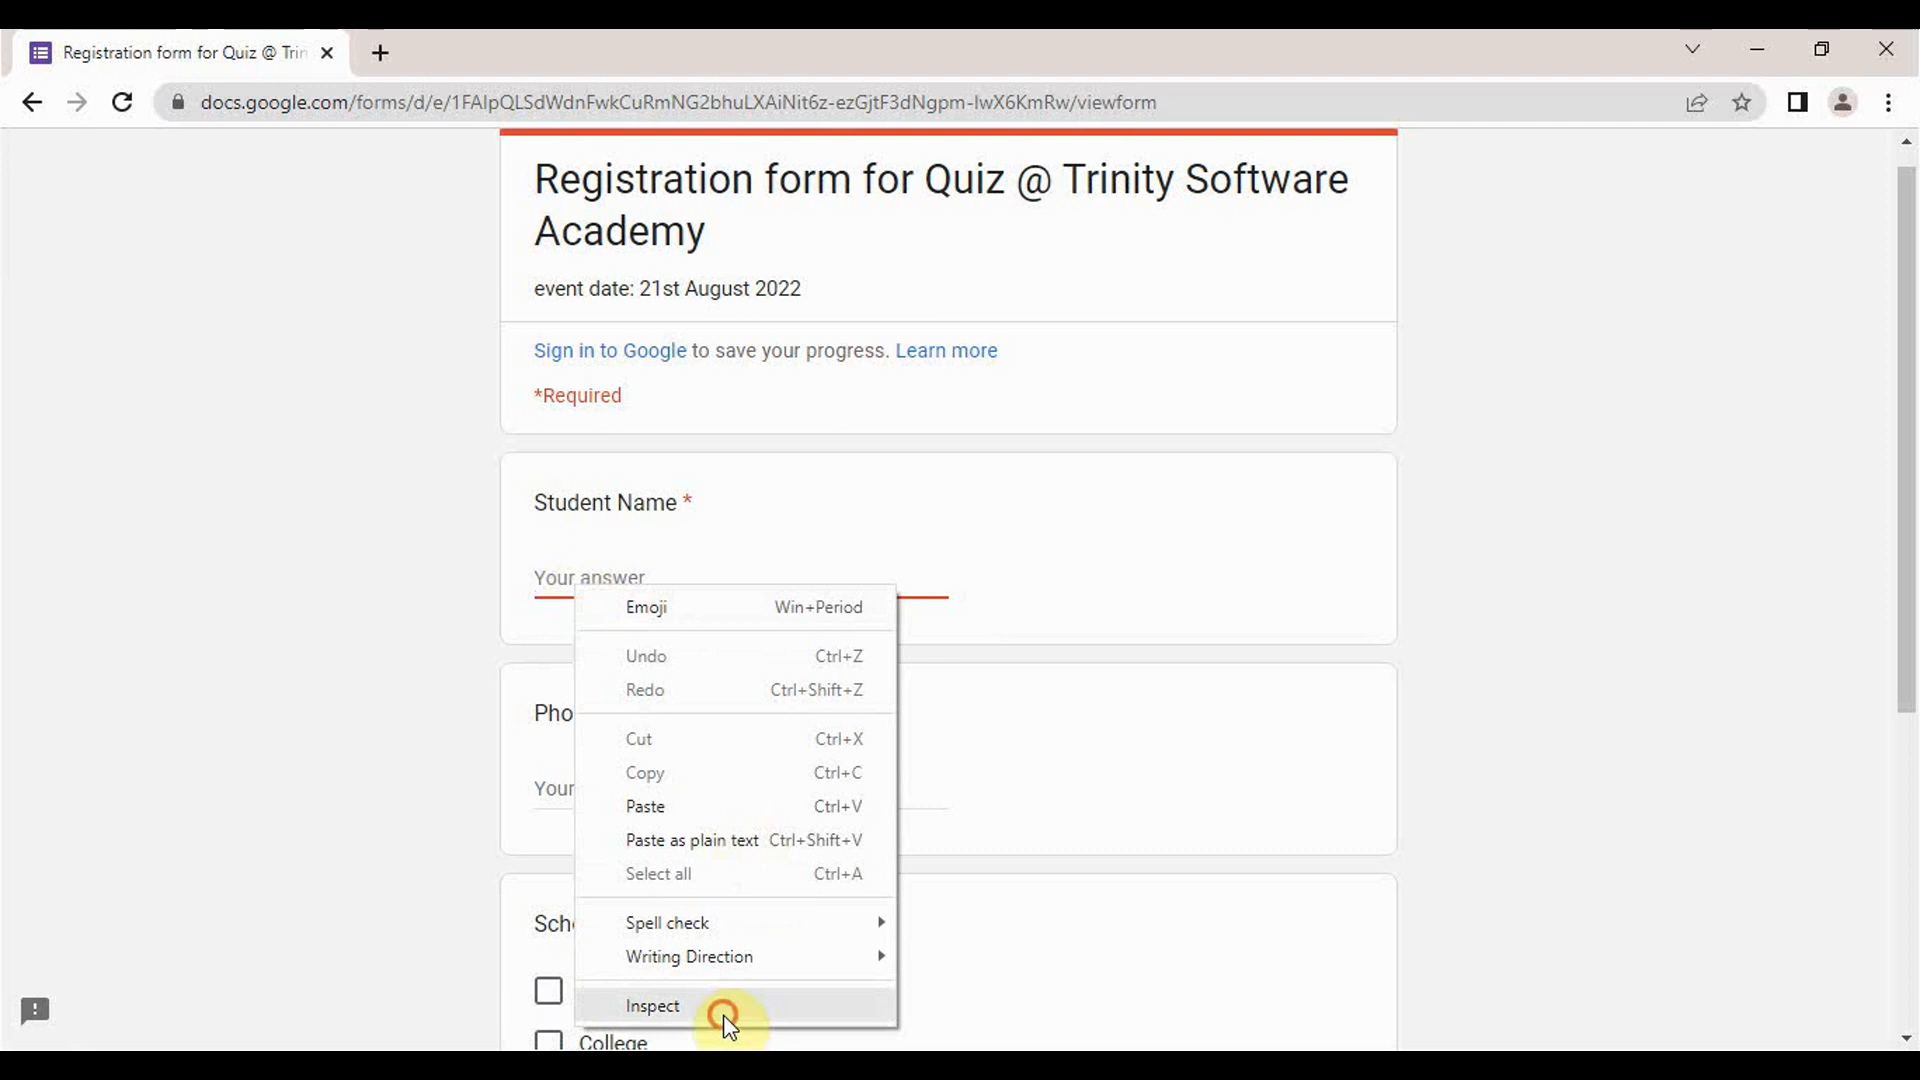 Registration form for Quiz @ Trin
docs.google.com/forms/d/e/1FAIpQLSdWdnFwkCuRmNG2bhuLXAiNit6z-ezGjtF3dNgpm-lwX6KmRw/viewform
Registration form for Quiz @ Trinity Software
Academy
event date: 21st August 2022
Sign in to Google to save your progress. Learn more
*Required
Student Name *
Your answer
Emoji Win+Period
Undo Ctrl+Z
Redo Ctrl+Shift+Z
Pho
Cut Ctrl+X
Copy Ctrl+C
Your
Paste Ctrl+V
Paste as plain text Ctrl+Shift+V
Select all Ctrl+A
Sch
Spell check
Writing Direction
Inspect
College